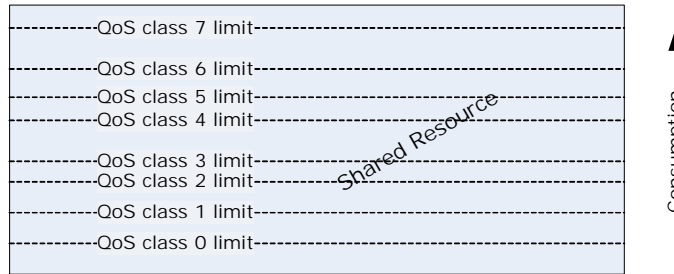 QoS class 7 limit
QoS class 6 limit
QoS class 5 limit
QoS class 4 limit
QoS class 3 limit
QoS class 2 limit
QoS class 1 limit
QoS class 0 limit
Shared Resource
Consumption